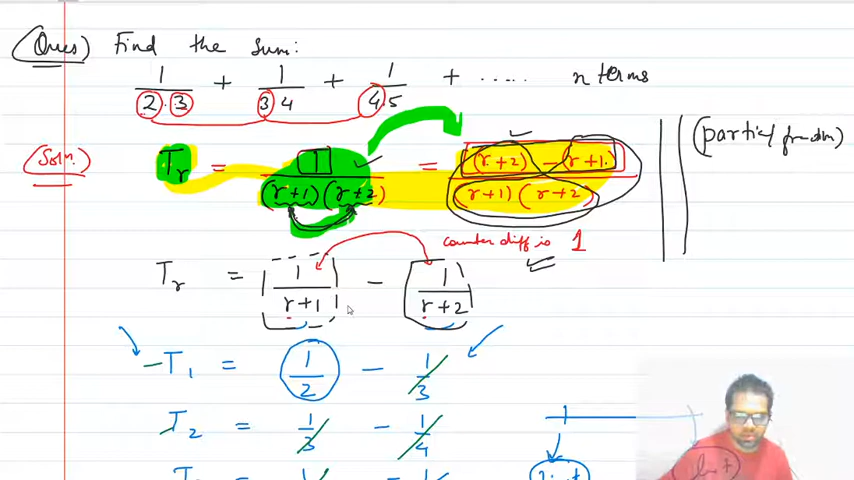 Ques) Find the sum:
1/2.3 + 1/3.4 + 1/4.5 + ..... n terms
Soln.) Tr = 1/(r+1)(r+2) = (r+2) - (r+1)/(r+1)(r+2) (partial fraction)
counter diff is 1
Tr = 1/r+1 - 1/r+2
T1 = 1/2 - 1/3
T2 = 1/3 - 1/4